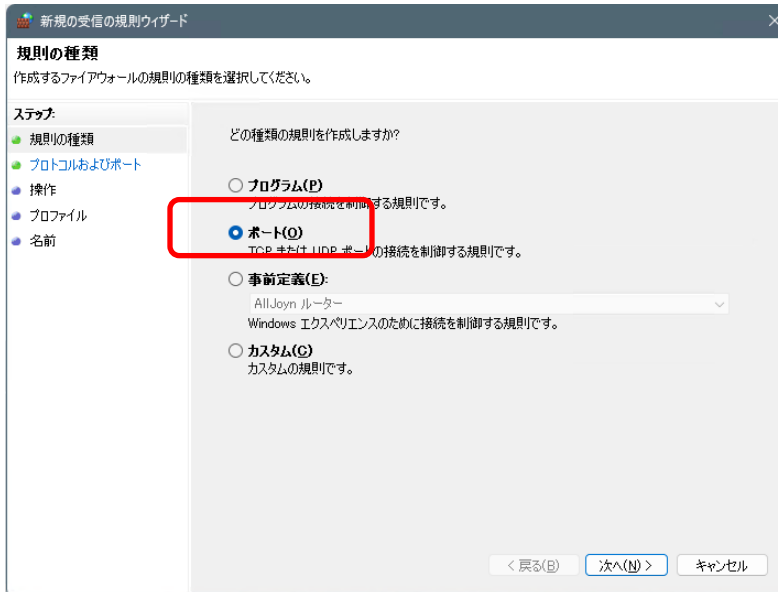 新規の受信の規則ウィザード
規則の種類
作成するファイアウォールの規則の種類を選択してください。
ステップ:
規則の種類
プロトコルおよびポート
操作
プロファイル
名前
どの種類の規則を作成しますか?
プログラム(P)
プログラムの接続を制御する規則です。
ポート(O)
TCP または UDP ポートの接続を制御する規則です。
事前定義(E):
AllJoyn ルーター
Windows エクスペリエンスのために接続を制御する規則です。
カスタム(C)
カスタムの規則です。
< 戻る(B) 次へ(N) > キャンセル